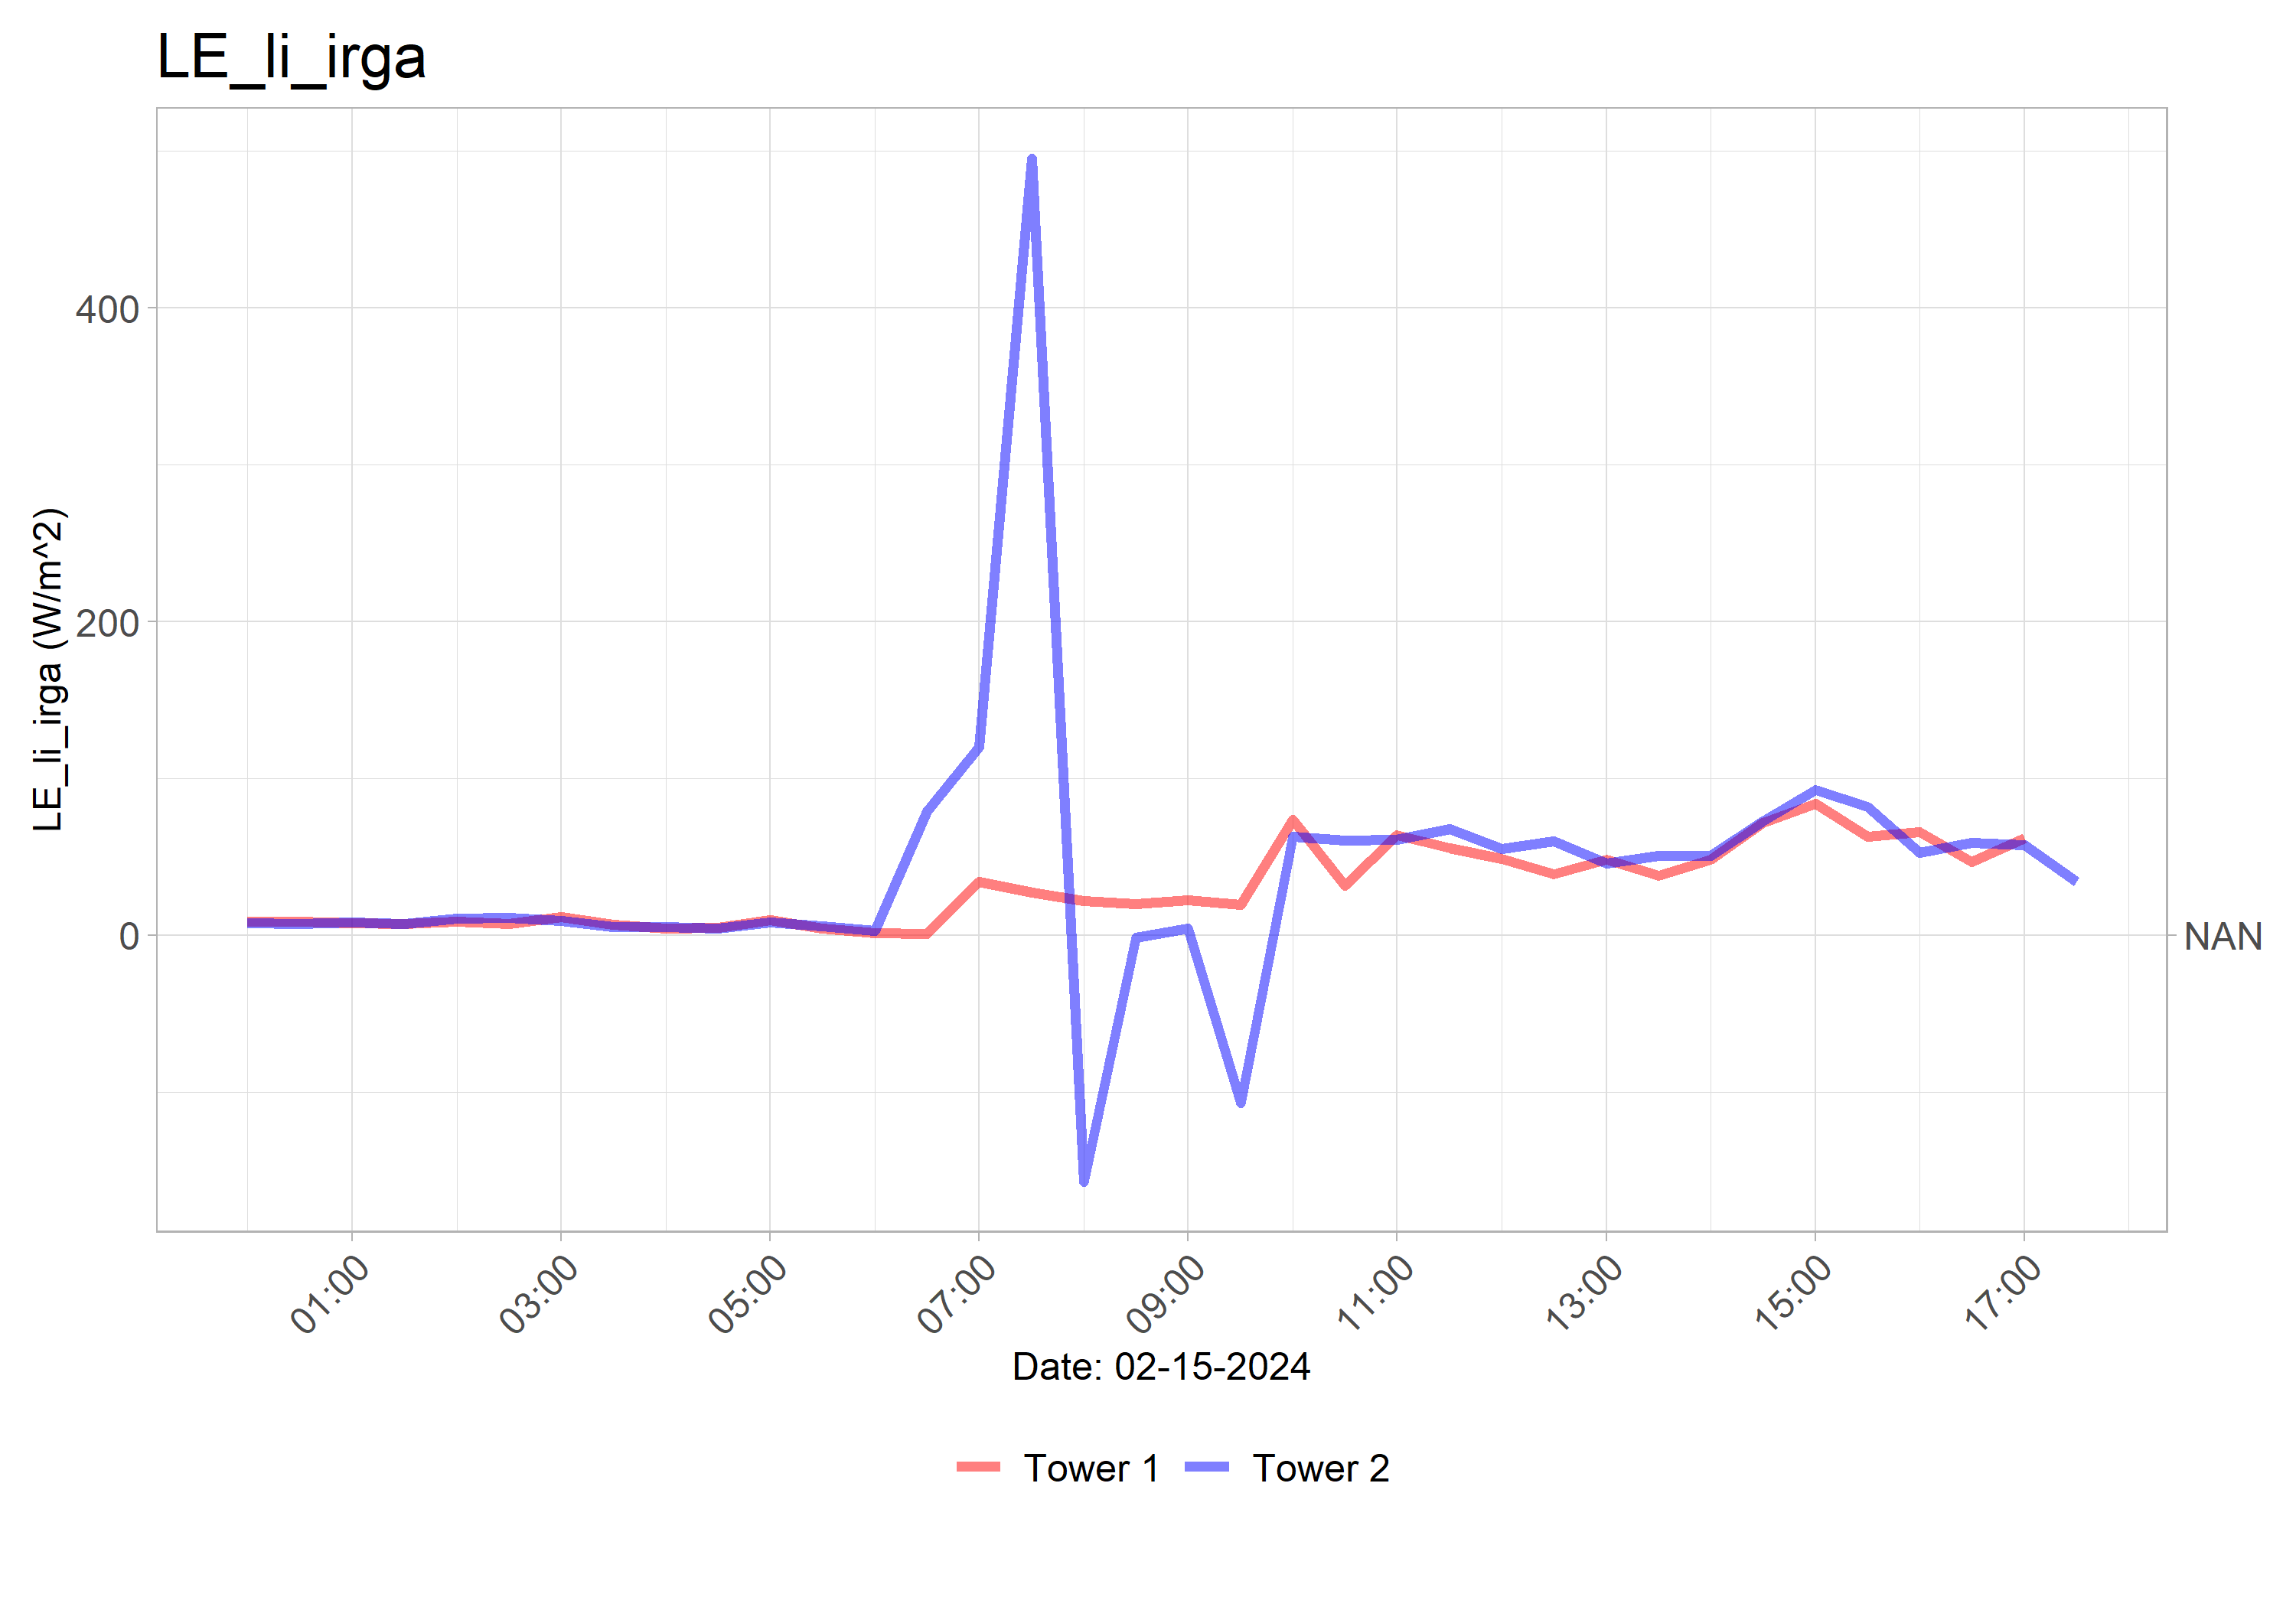 LE_li_irga
LE_li_irga (W/m^2)
400
200
0
NAN
01:00 03:00 05:00 07:00 09:00 11:00 13:00 15:00 17:00
Date: 02-15-2024
Tower 1 Tower 2